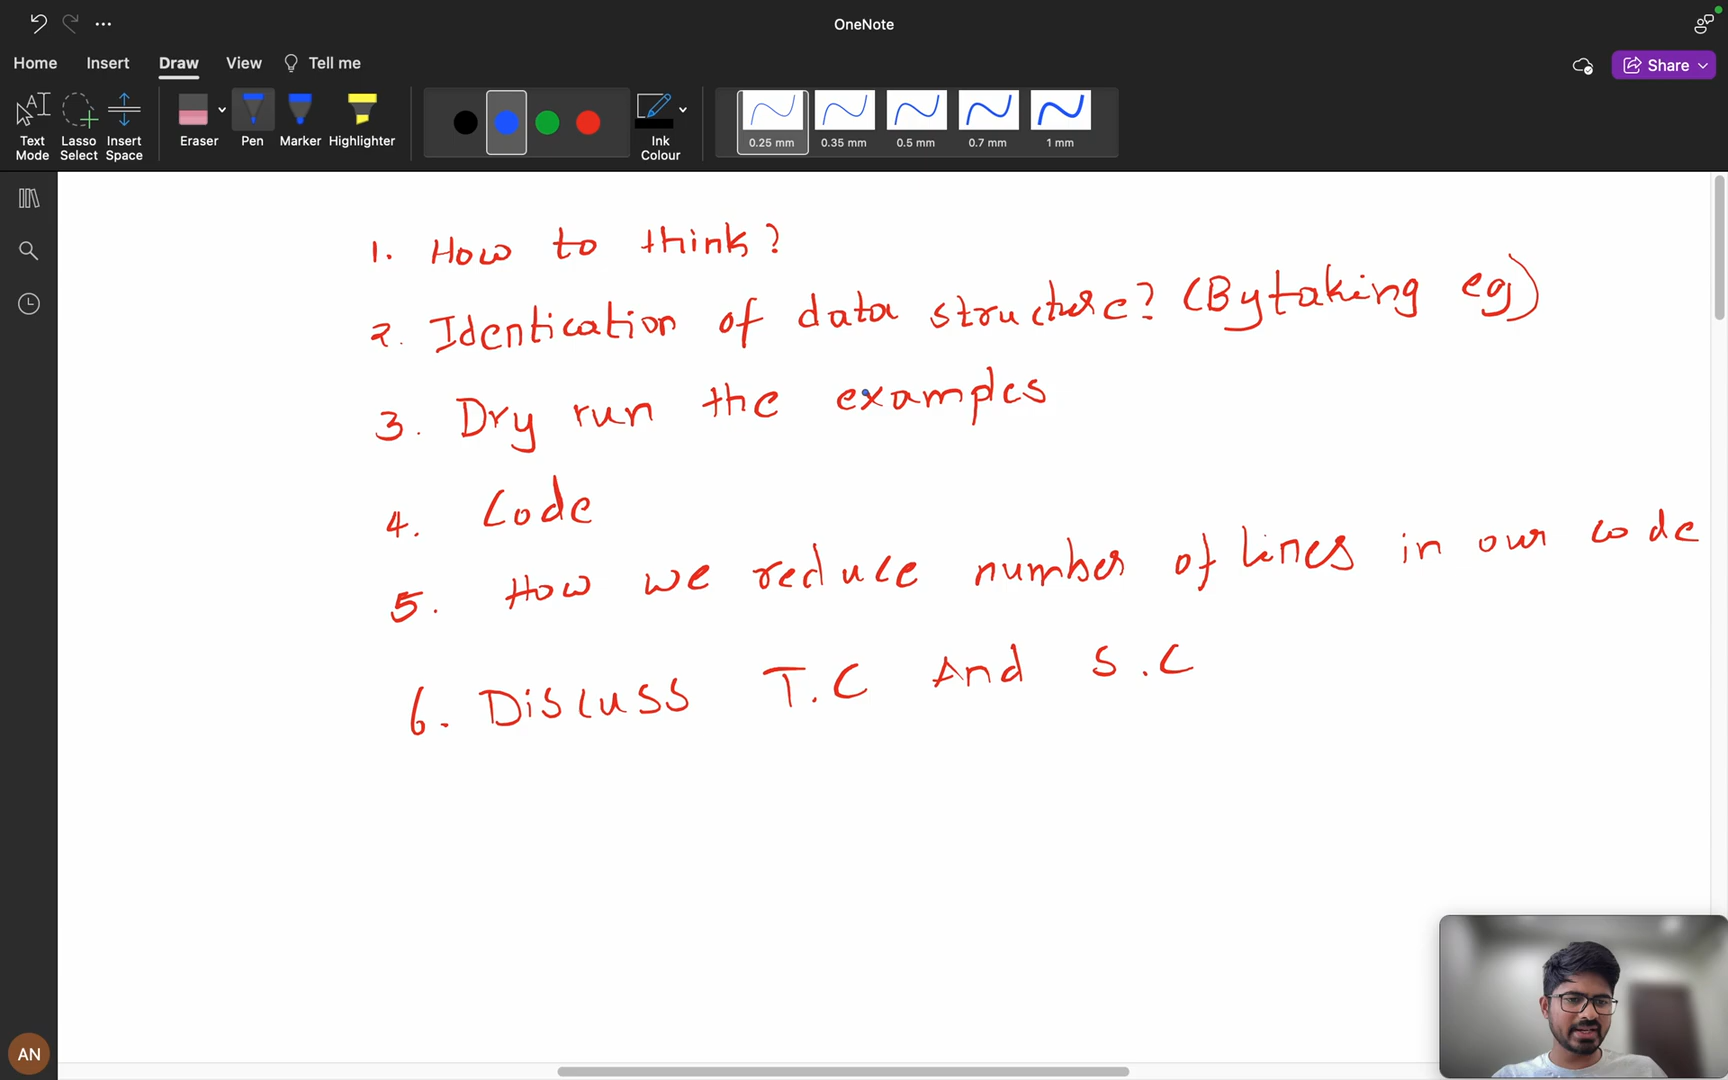 OneNote
Home Insert Draw View Tell me
Share
Text Mode
Lasso Select
Insert Space
Eraser
Pen
Marker
Highlighter
Ink Colour
0.25 mm
0.35 mm
0.5 mm
0.7 mm
1 mm
1. How to think?
2. Identication of data structure? (By taking eg)
3. Dry run the examples
4. Code
5. How we reduce number of lines in our code
6. Discuss T.C And S.C
AN